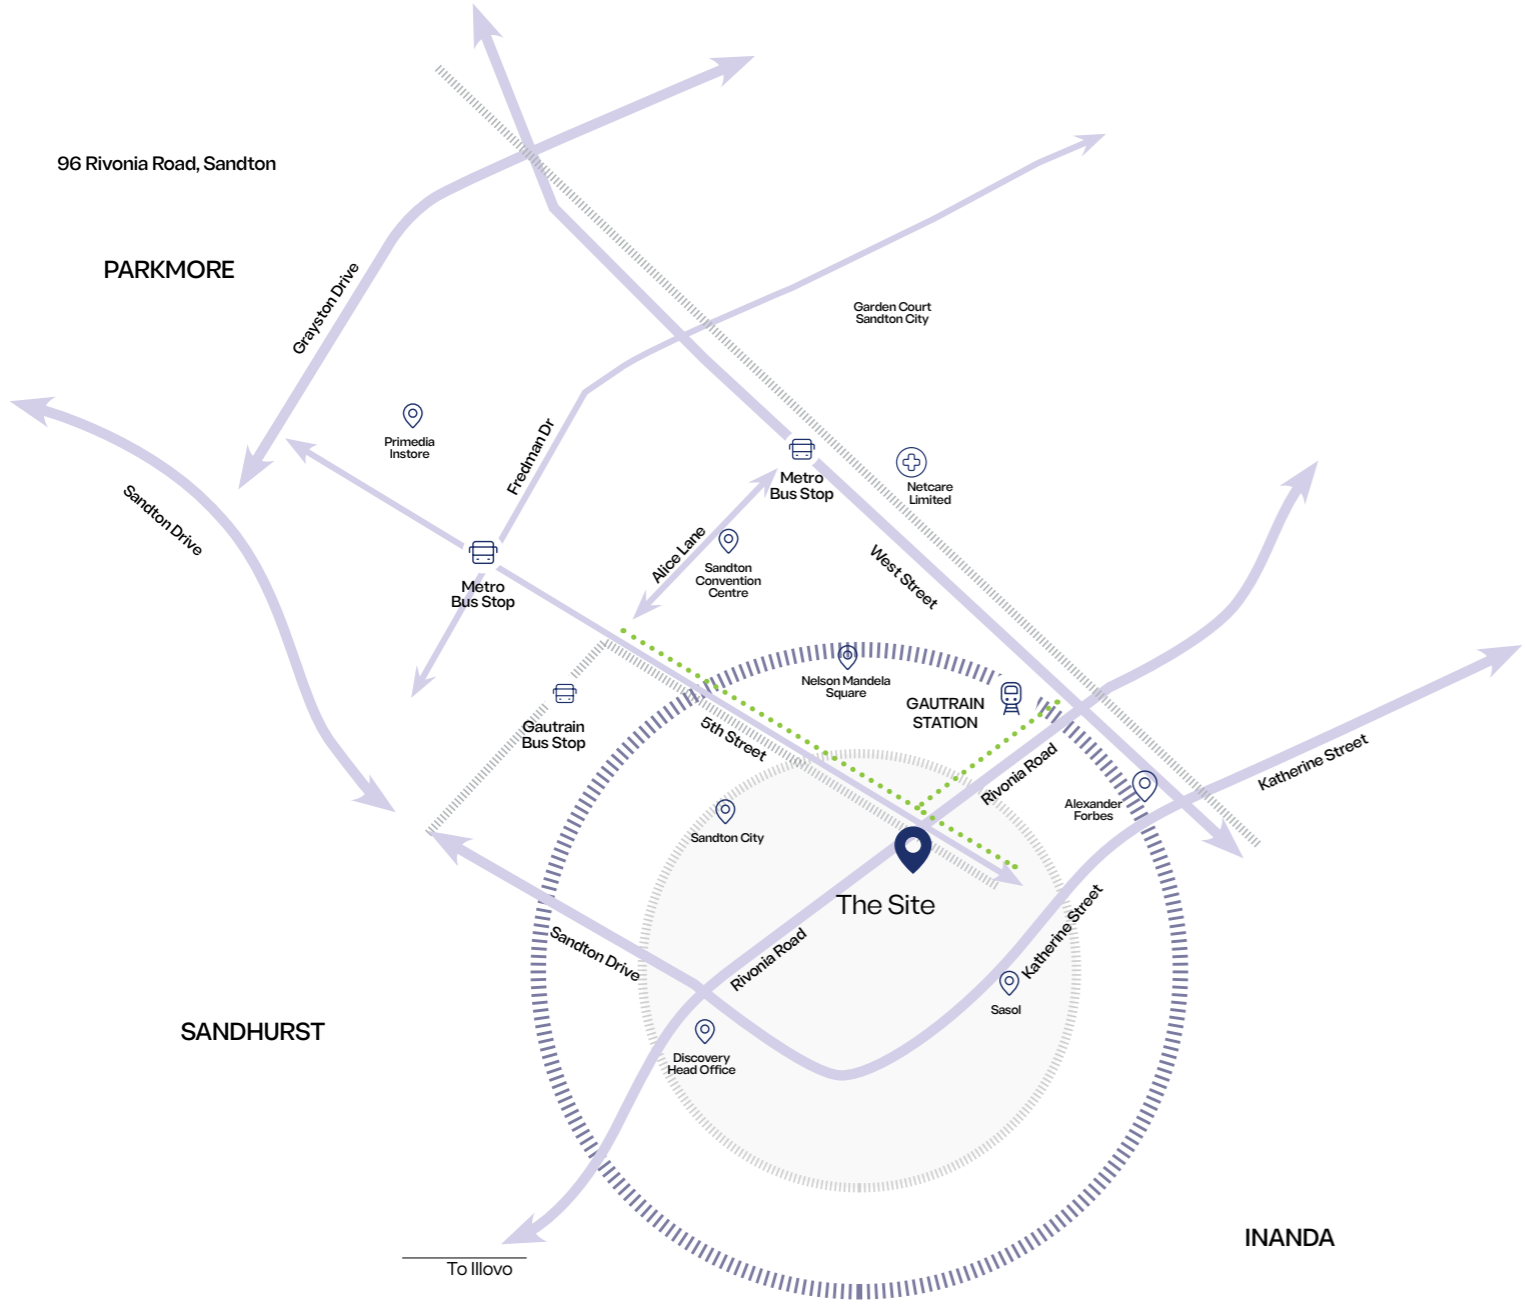 96 Rivonia Road, Sandton
PARKMORE
Grayston Drive
Garden Court
Sandton City
Primedia
Instore
Fredman Dr
Metro
Bus Stop
Netcare
Limited
Sandton Drive
Alice Lane
Sandton
Convention
Centre
West Street
Metro
Bus Stop
Nelson Mandela
Square
GAUTRAIN
STATION
Gautrain
Bus Stop
5th Street
Rivonia Road
Katherine Street
Alexander
Forbes
Sandton City
The Site
Sandton Drive
Rivonia Road
Katherine Street
Sasol
SANDHURST
Discovery
Head Office
INANDA
To Illovo